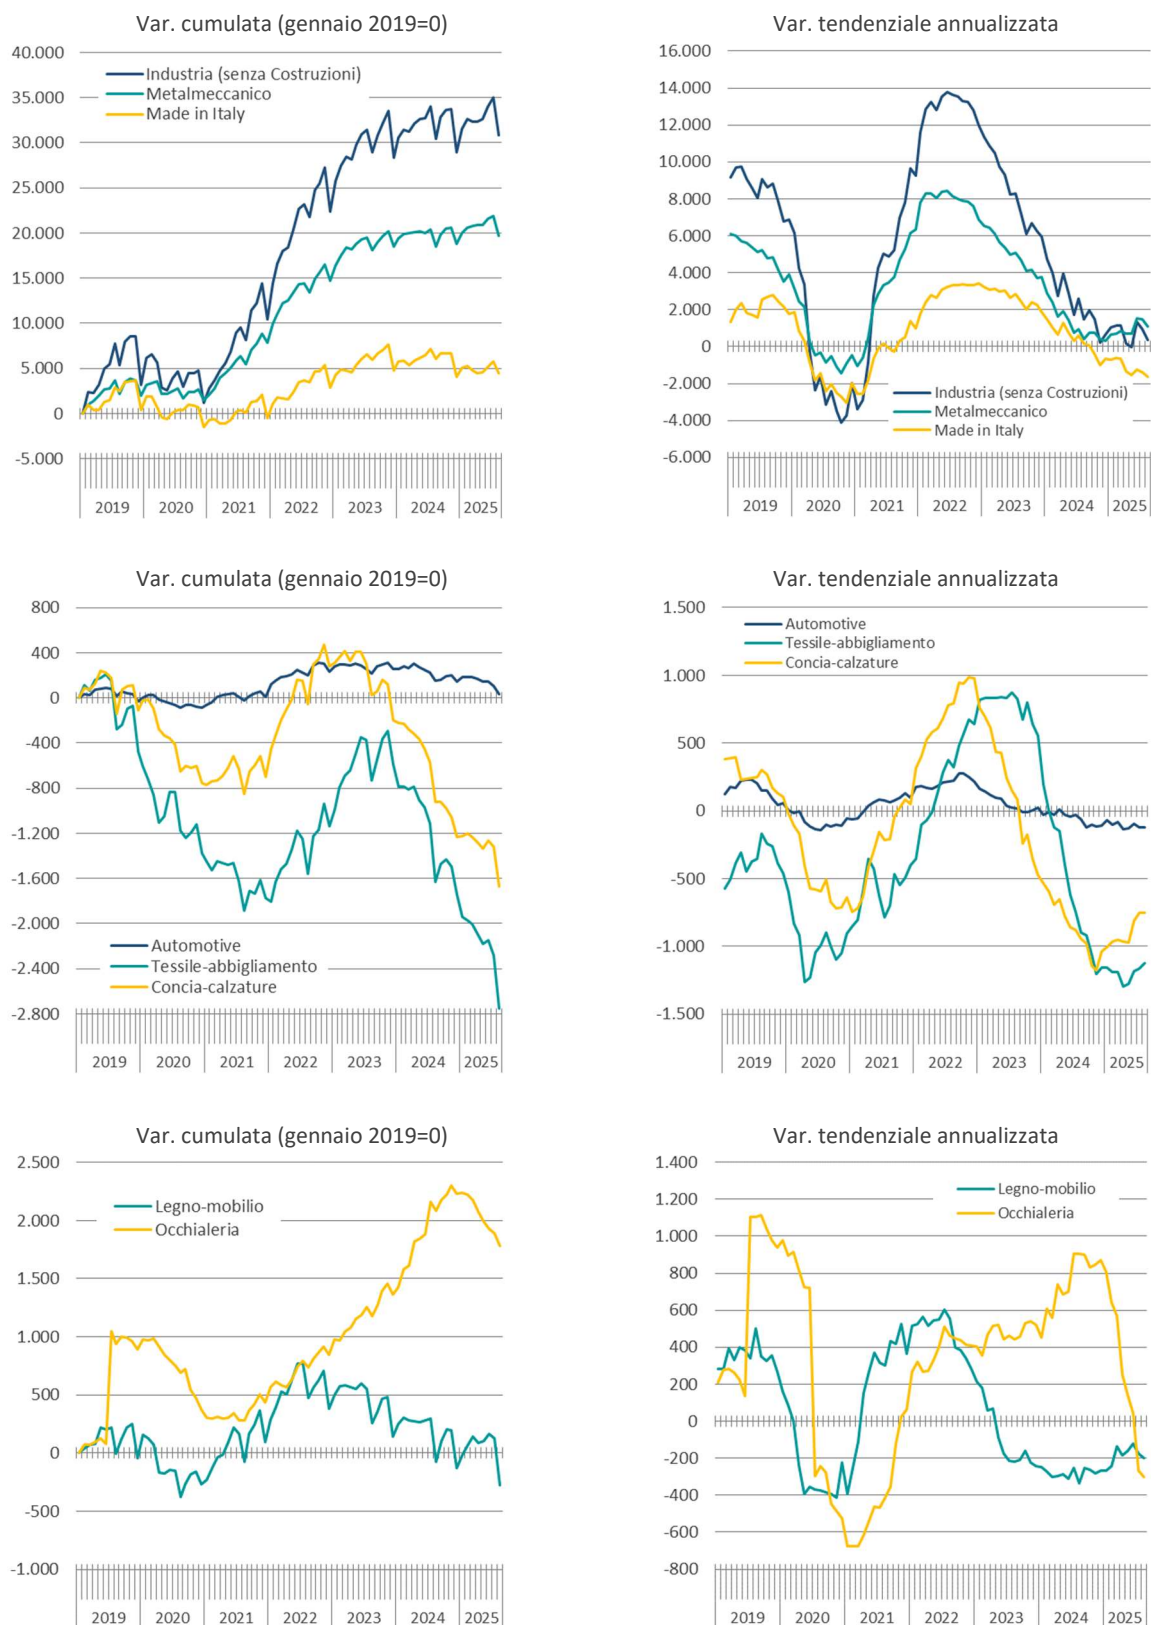 Var. cumulata (gennaio 2019=0)
40.000
35.000
30.000
25.000
20.000
15.000
10.000
5.000
0
-5.000
Industria (senza Costruzioni)
Metalmeccanico
Made in Italy
2019 2020 2021 2022 2023 2024 2025
Var. tendenziale annualizzata
16.000
14.000
12.000
10.000
8.000
6.000
4.000
2.000
0
-2.000
-4.000
-6.000
Industria (senza Costruzioni)
Metalmeccanico
Made in Italy
2019 2020 2021 2022 2023 2024 2025
Var. cumulata (gennaio 2019=0)
800
400
0
-400
-800
-1.200
-1.600
-2.000
-2.400
-2.800
Automotive
Tessile-abbigliamento
Concia-calzature
2019 2020 2021 2022 2023 2024 2025
Var. tendenziale annualizzata
1.500
1.000
500
0
-500
-1.000
-1.500
Automotive
Tessile-abbigliamento
Concia-calzature
2019 2020 2021 2022 2023 2024 2025
Var. cumulata (gennaio 2019=0)
2.500
2.000
1.500
1.000
500
0
-500
-1.000
Legno-mobilio
Occhialeria
2019 2020 2021 2022 2023 2024 2025
Var. tendenziale annualizzata
1.400
1.200
1.000
800
600
400
200
0
-200
-400
-600
-800
Legno-mobilio
Occhialeria
2019 2020 2021 2022 2023 2024 2025